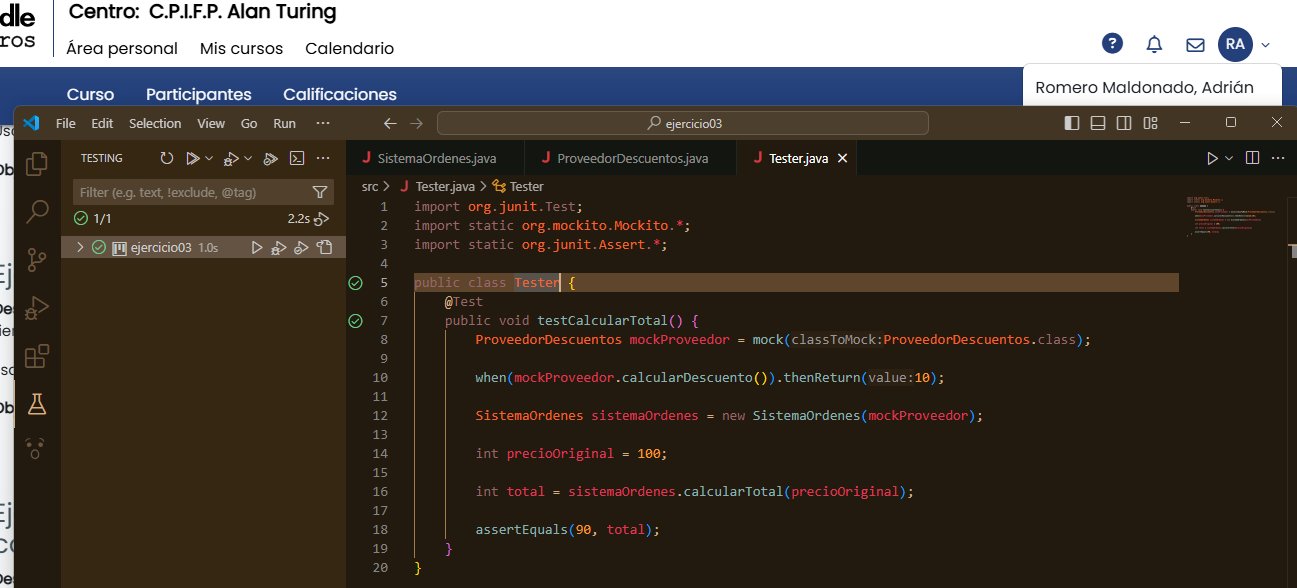 dle
ros
Centro: C.P.I.F.P. Alan Turing
Área personal Mis cursos Calendario
? RA
Romero Maldonado, Adrián
Curso Participantes Calificaciones
File Edit Selection View Go Run ···
ejercicio03
TESTING
Filter (e.g. text, !exclude, @tag)
1/1 2.2s
ejercicio03 1.0s
SistemaOrdenes.java ProveedorDescuentos.java Tester.java
src > J Tester.java > Tester
1 import org.junit.Test;
2 import static org.mockito.Mockito.*;
3 import static org.junit.Assert.*;
4
5 public class Tester {
6 @Test
7 public void testCalcularTotal() {
8 ProveedorDescuentos mockProveedor = mock(classToMock:ProveedorDescuentos.class);
9
10 when(mockProveedor.calcularDescuento()).thenReturn(value:10);
11
12 SistemaOrdenes sistemaOrdenes = new SistemaOrdenes(mockProveedor);
13
14 int precioOriginal = 100;
15
16 int total = sistemaOrdenes.calcularTotal(precioOriginal);
17
18 assertEquals(90, total);
19 }
20 }